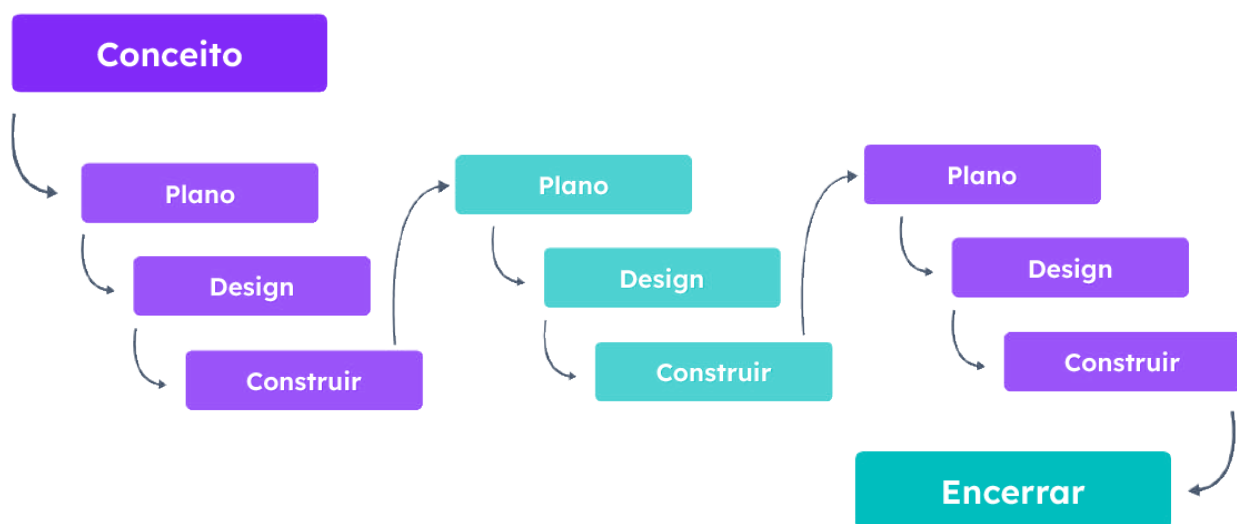 Conceito
Plano
Design
Construir
Plano
Design
Construir
Plano
Design
Construir
Encerrar